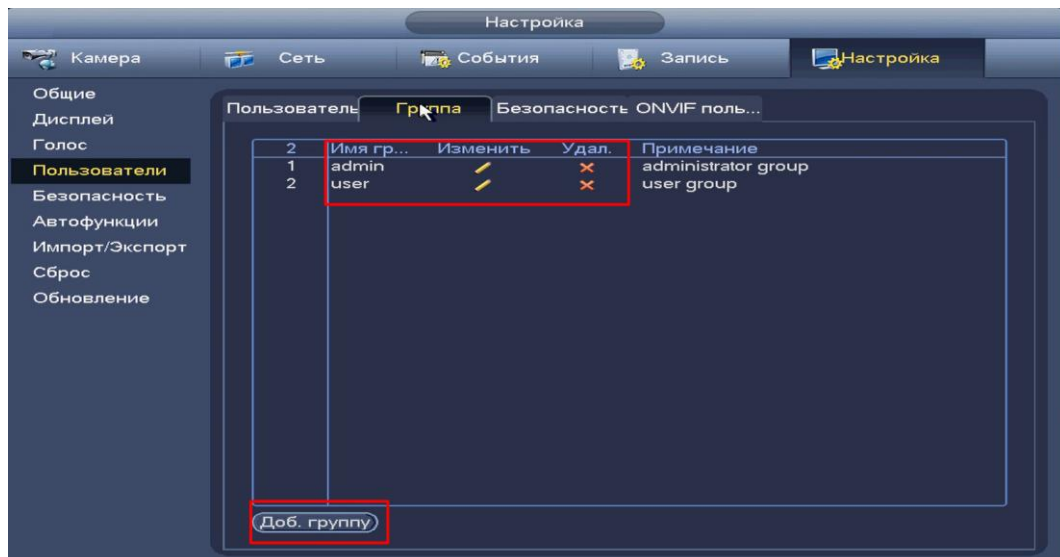 Настройка
Камера Сеть События Запись Настройка
Общие
Дисплей
Голос
Пользователи
Безопасность
Автофункции
Импорт/Экспорт
Сброс
Обновление
Пользователь Группа Безопасность ONVIF поль...
2 Имя гр... Изменить Удал. Примечание
1 admin administrator group
2 user user group
Доб. группу